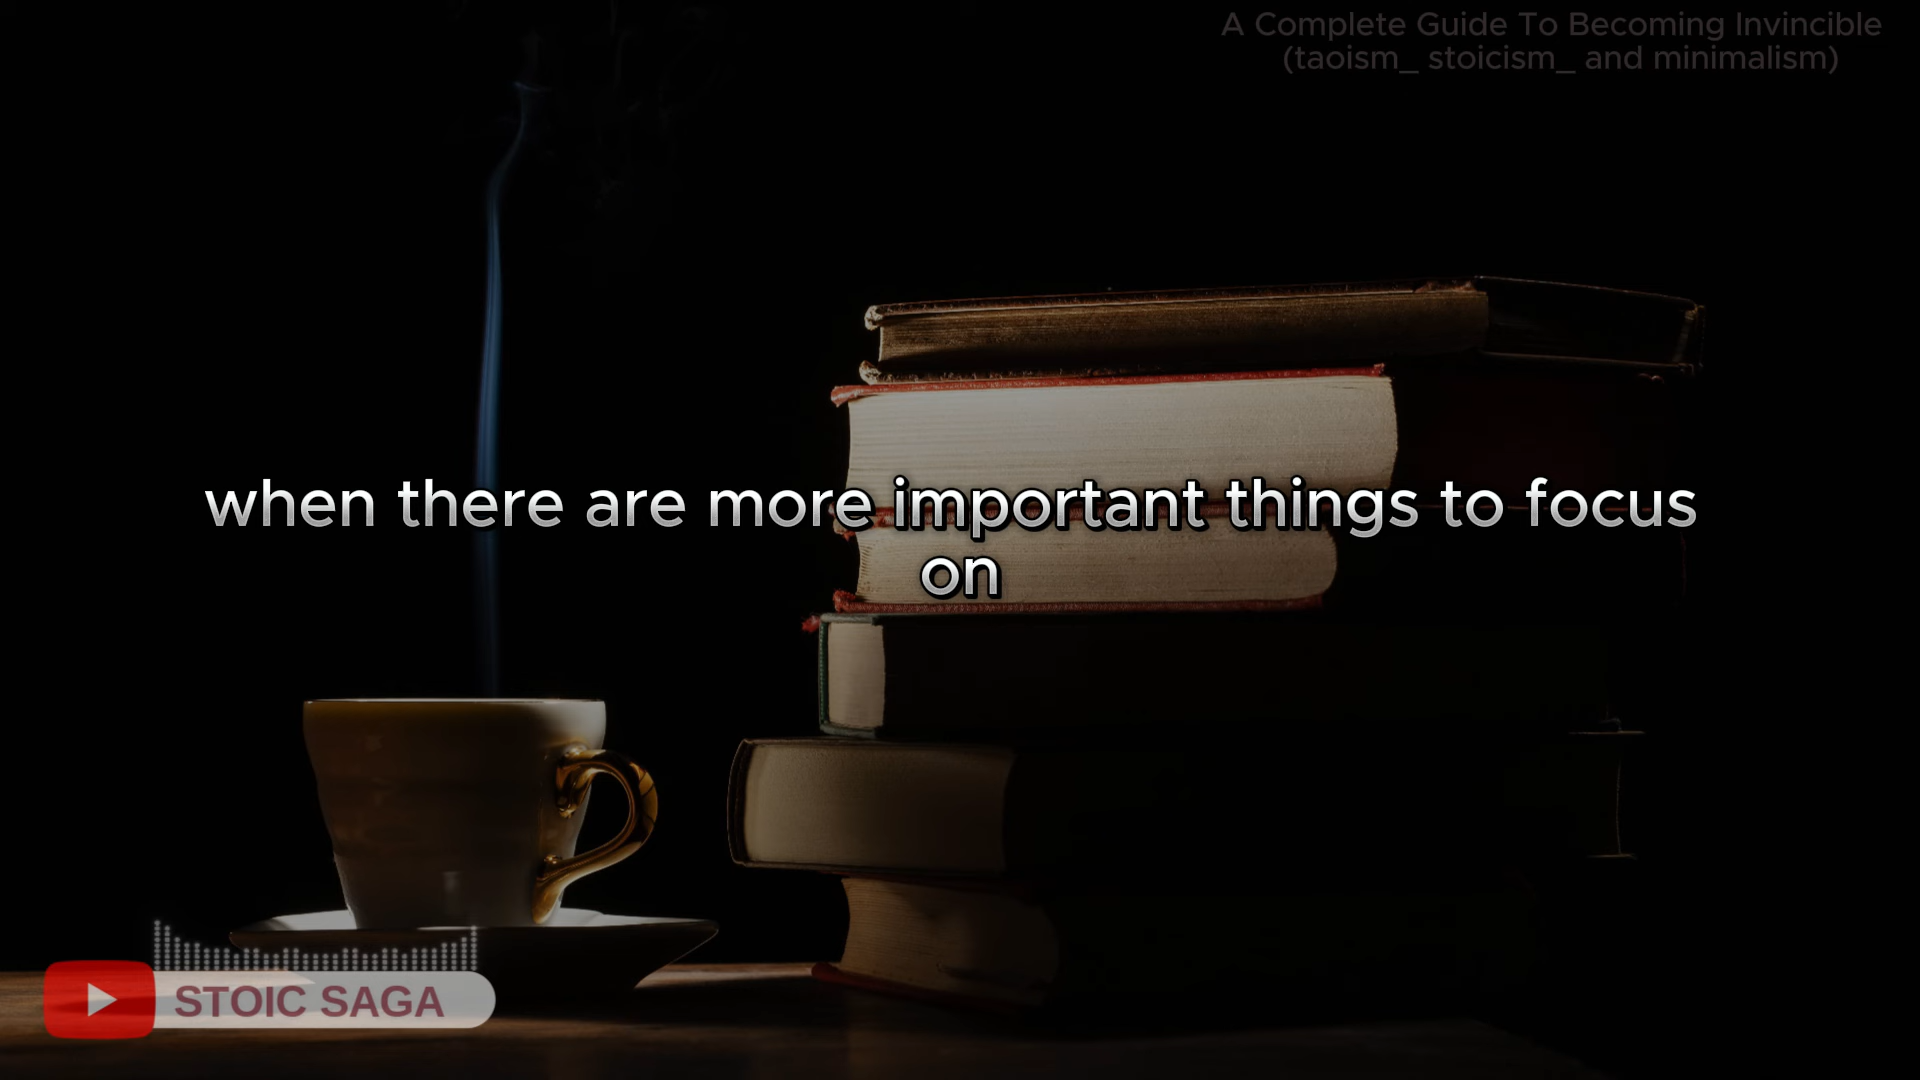 A Complete Guide To Becoming Invincible
(taoism_ stoicism_ and minimalism)
when there are more important things to focus
on
STOIC SAGA